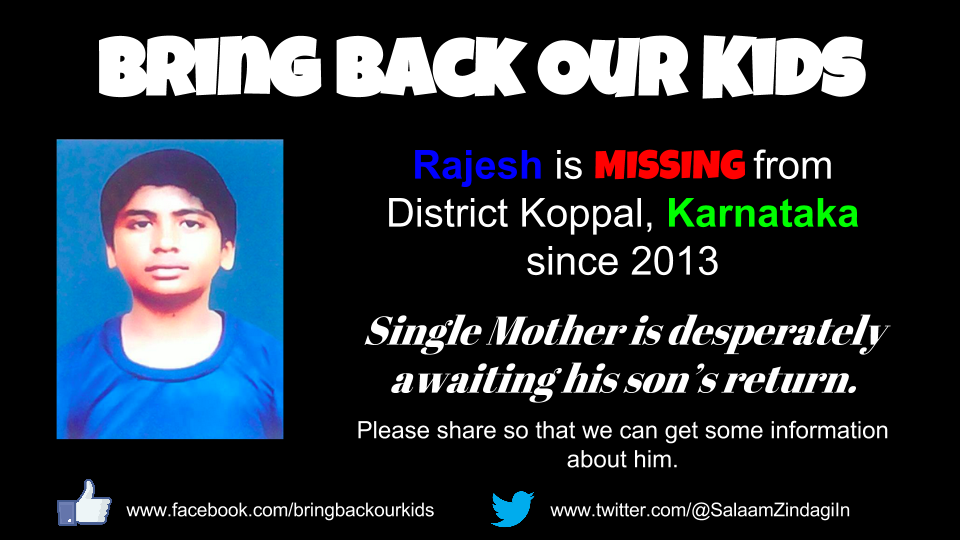 BRING BACK OUR KIDS
Rajesh is MISSING from
District Koppal, Karnataka
since 2013
Single Mother is desperately
awaiting his son’s return.
Please share so that we can get some information
about him.
www.facebook.com/bringbackourkids
www.twitter.com/@SalaamZindagiIn